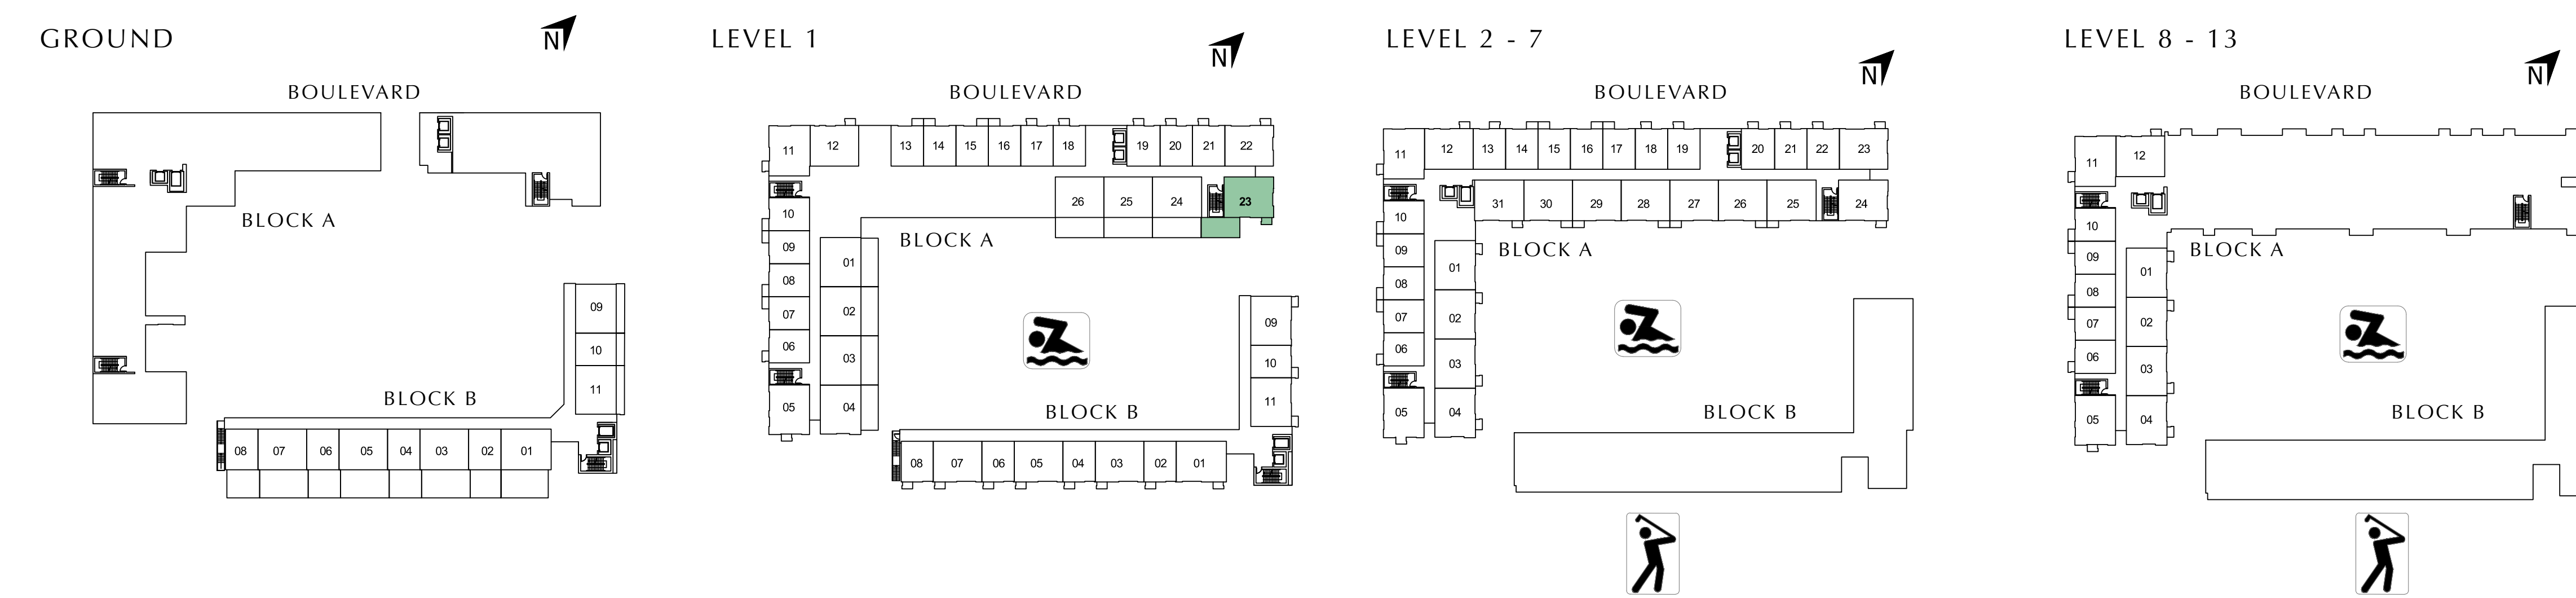 GROUND
N
BOULEVARD
BLOCK A
09
10
11
BLOCK B
08 07 06 05 04 03 02 01
LEVEL 1
N
BOULEVARD
11 12 13 14 15 16 17 18 19 20 21 22
26 25 24 23
10
BLOCK A
09
01
08
02
07
09
06
03
10
05
04
11
BLOCK B
08 07 06 05 04 03 02 01
LEVEL 2 - 7
N
BOULEVARD
11 12 13 14 15 16 17 18 19 20 21 22 23
31 30 29 28 27 26 25 24
10
BLOCK A
09
01
08
02
07
06
03
05
04
BLOCK B
LEVEL 8 - 13
N
BOULEVARD
11 12
10
BLOCK A
09
01
08
02
07
06
03
05
04
BLOCK B